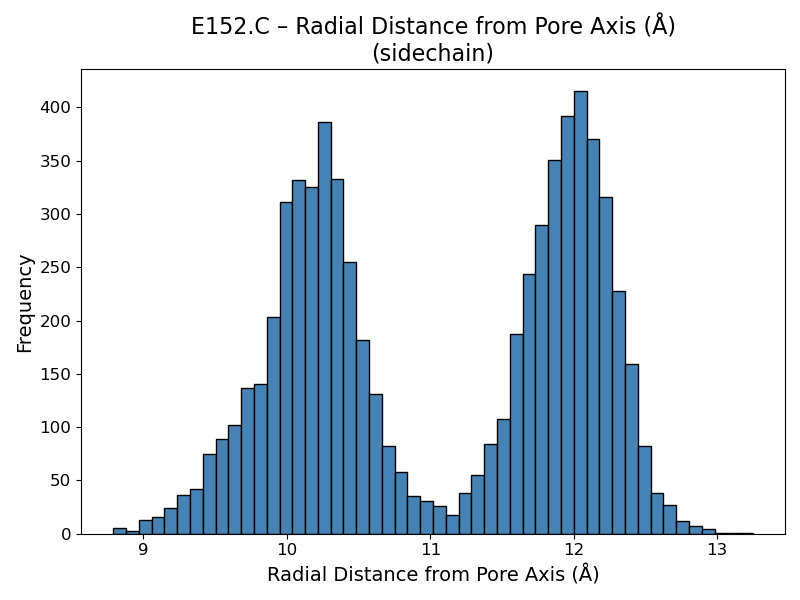 E152.C – Radial Distance from Pore Axis (Å)
(sidechain)
400
350
300
250
200
150
100
50
0
Frequency
9 10 11 12 13
Radial Distance from Pore Axis (Å)